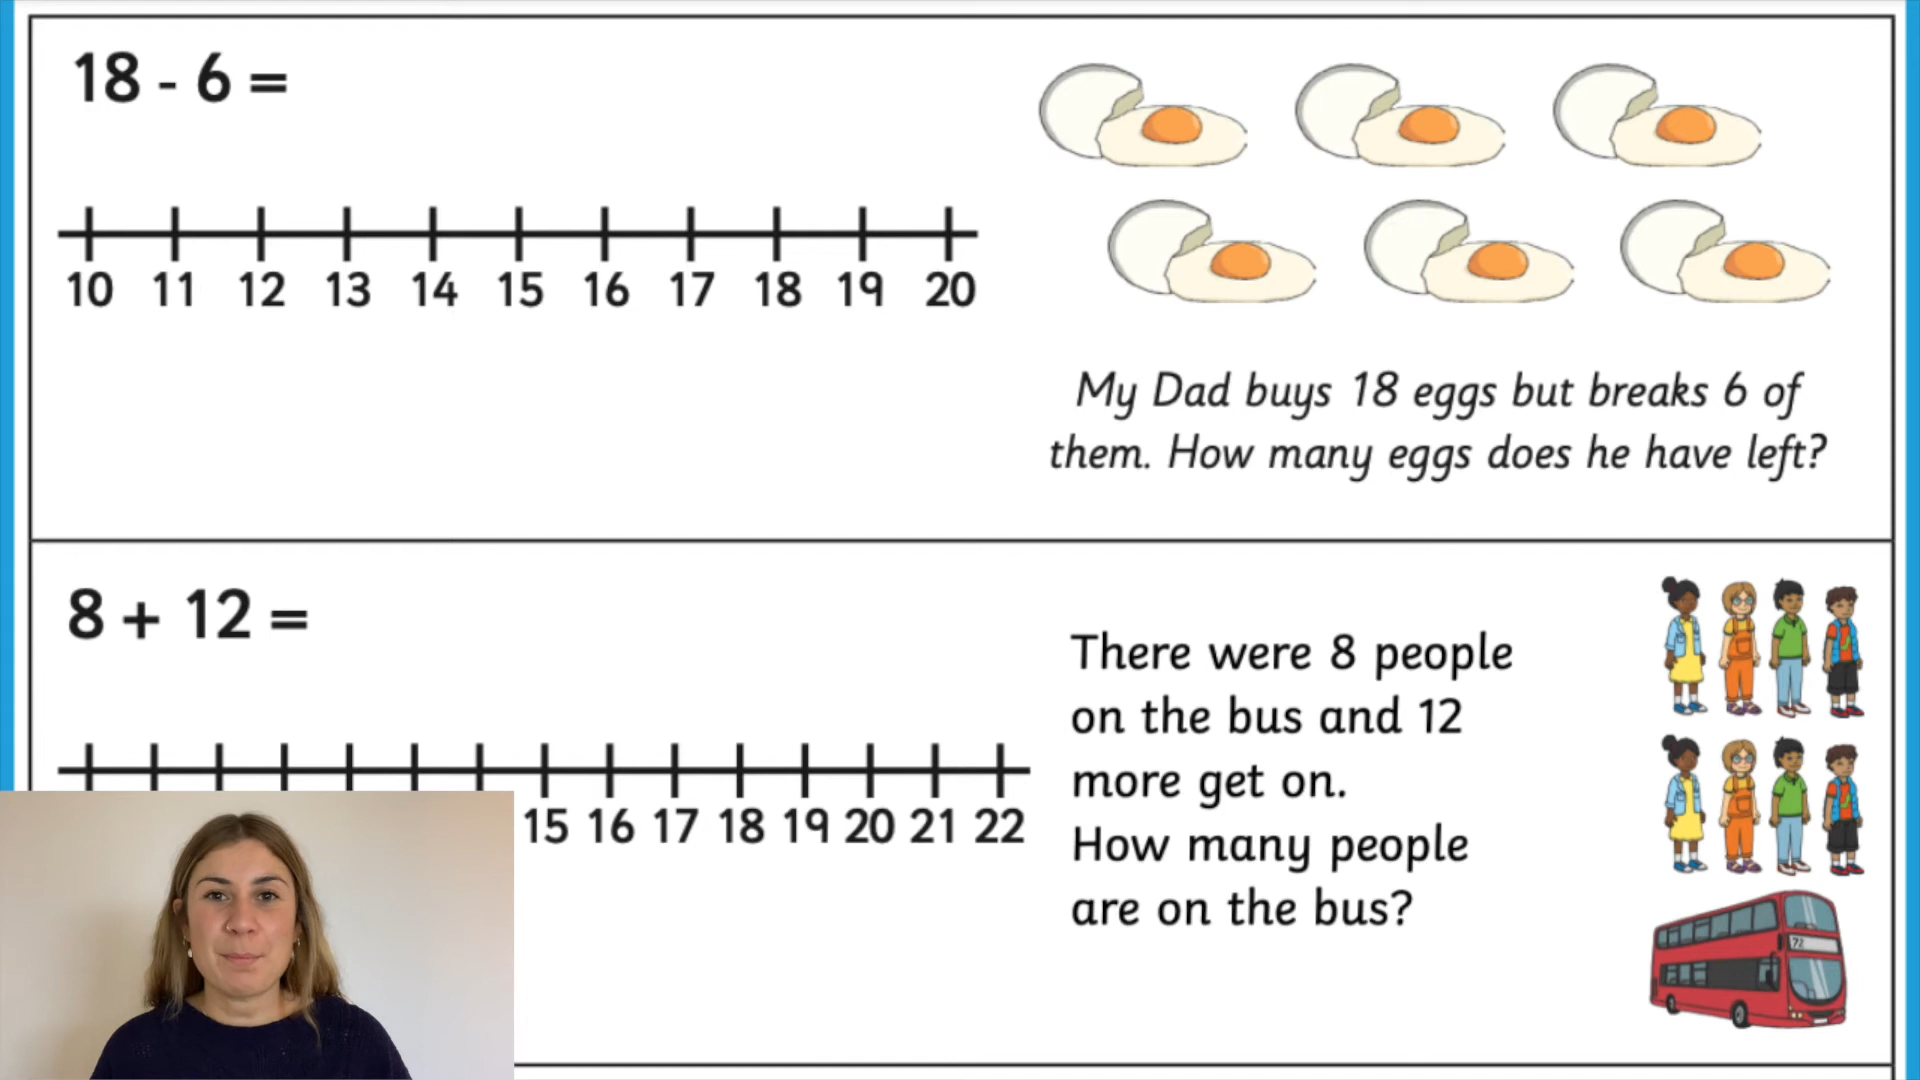 18 - 6 =
10 11 12 13 14 15 16 17 18 19 20
My Dad buys 18 eggs but breaks 6 of
them. How many eggs does he have left?
8 + 12 =
15 16 17 18 19 20 21 22
There were 8 people
on the bus and 12
more get on.
How many people
are on the bus?
72